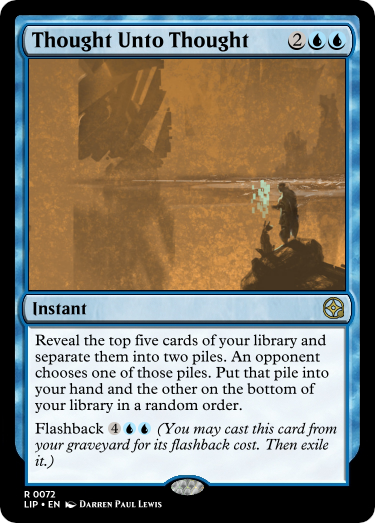 Thought Unto Thought 2
Instant
Reveal the top five cards of your library and
separate them into two piles. An opponent
chooses one of those piles. Put that pile into
your hand and the other on the bottom of
your library in a random order.
Flashback 4 (You may cast this card from
your graveyard for its flashback cost. Then exile
it.)
R 0072
LIP • EN Darren Paul Lewis